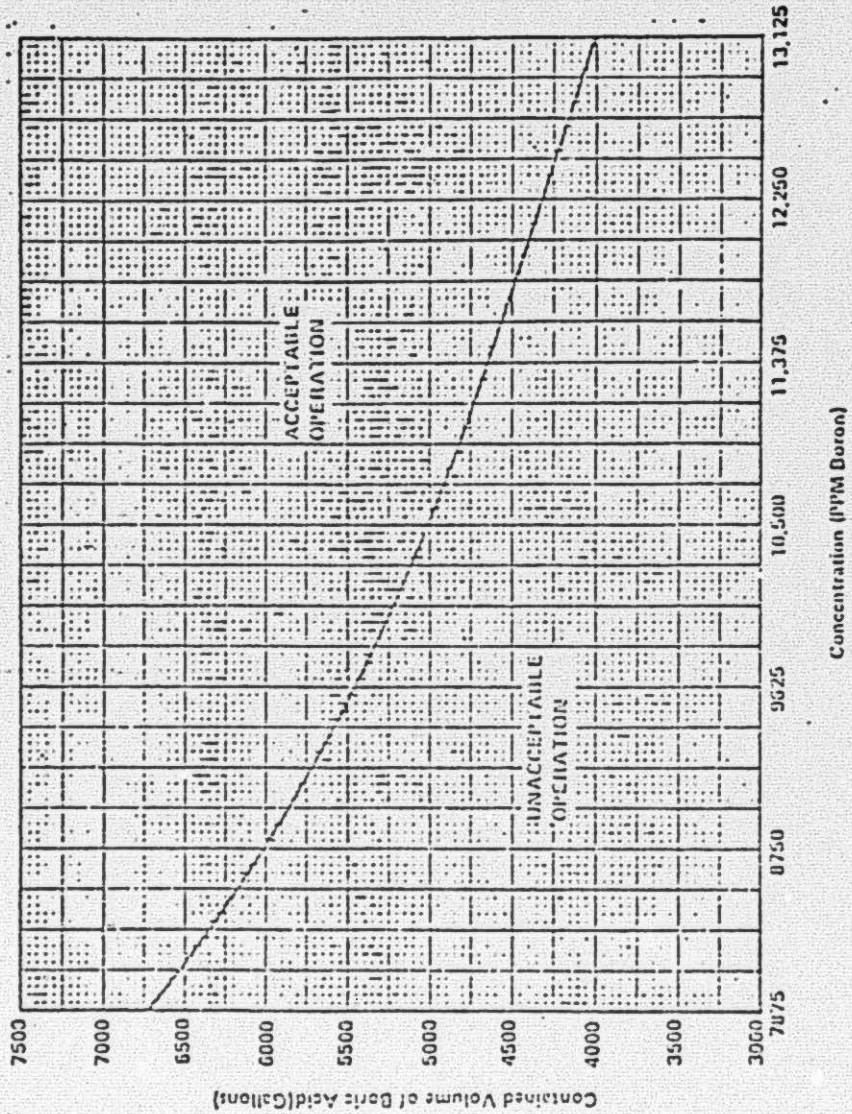 Contained Volume of Boric Acid (Gallons)
7500
7000
6500
6000
5500
5000
4500
4000
3000
ACCEPTABLE
OPERATION
UNACCEPTABLE
OPERATION
7875
8750
9625
10,500
11,375
12,250
13,125
Concentration (PPM Boron)